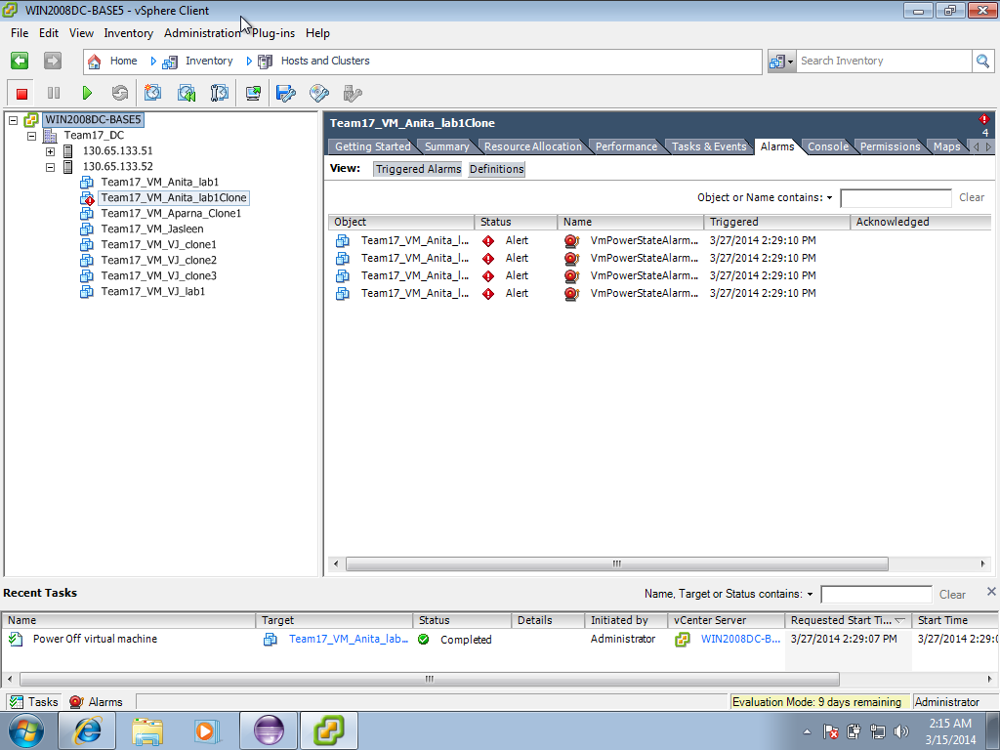 WIN2008DC-BASE5 - vSphere Client
File Edit View Inventory Administration Plug-ins Help
Home Inventory Hosts and Clusters Search Inventory
WIN2008DC-BASE5
Team17_DC
130.65.133.51
130.65.133.52
Team17_VM_Anita_lab1
Team17_VM_Anita_lab1Clone
Team17_VM_Aparna_Clone1
Team17_VM_Jasleen
Team17_VM_VJ_clone1
Team17_VM_VJ_clone2
Team17_VM_VJ_clone3
Team17_VM_VJ_lab1
Team17_VM_Anita_lab1Clone
4
Getting Started Summary Resource Allocation Performance Tasks & Events Alarms Console Permissions Maps
View: Triggered Alarms Definitions
Object or Name contains: Clear
Object Status Name Triggered Acknowledged
Team17_VM_Anita_l... Alert VmPowerStateAlarm... 3/27/2014 2:29:10 PM
Team17_VM_Anita_l... Alert VmPowerStateAlarm... 3/27/2014 2:29:10 PM
Team17_VM_Anita_l... Alert VmPowerStateAlarm... 3/27/2014 2:29:10 PM
Team17_VM_Anita_l... Alert VmPowerStateAlarm... 3/27/2014 2:29:10 PM
Recent Tasks Name, Target or Status contains: Clear
Name Target Status Details Initiated by vCenter Server Requested Start Ti... Start Time
Power Off virtual machine Team17_VM_Anita_lab... Completed Administrator WIN2008DC-B... 3/27/2014 2:29:07 PM 3/27/2014 2:29:0
Tasks Alarms Evaluation Mode: 9 days remaining Administrator
2:15 AM
3/15/2014